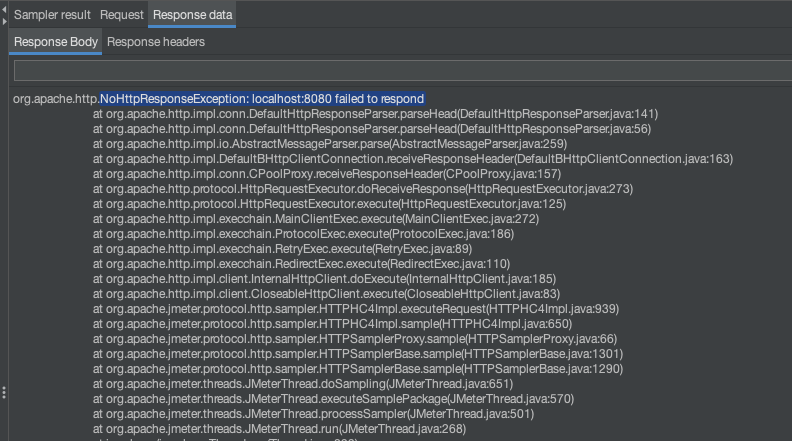 Sampler result Request Response data
Response Body Response headers
org.apache.http.NoHttpResponseException: localhost:8080 failed to respond
at org.apache.http.impl.conn.DefaultHttpResponseParser.parseHead(DefaultHttpResponseParser.java:141)
at org.apache.http.impl.conn.DefaultHttpResponseParser.parseHead(DefaultHttpResponseParser.java:56)
at org.apache.http.impl.io.AbstractMessageParser.parse(AbstractMessageParser.java:259)
at org.apache.http.impl.DefaultBHttpClientConnection.receiveResponseHeader(DefaultBHttpClientConnection.java:163)
at org.apache.http.impl.conn.CPoolProxy.receiveResponseHeader(CPoolProxy.java:157)
at org.apache.http.protocol.HttpRequestExecutor.doReceiveResponse(HttpRequestExecutor.java:273)
at org.apache.http.protocol.HttpRequestExecutor.execute(HttpRequestExecutor.java:125)
at org.apache.http.impl.execchain.MainClientExec.execute(MainClientExec.java:272)
at org.apache.http.impl.execchain.ProtocolExec.execute(ProtocolExec.java:186)
at org.apache.http.impl.execchain.RetryExec.execute(RetryExec.java:89)
at org.apache.http.impl.execchain.RedirectExec.execute(RedirectExec.java:110)
at org.apache.http.impl.client.InternalHttpClient.doExecute(InternalHttpClient.java:185)
at org.apache.http.impl.client.CloseableHttpClient.execute(CloseableHttpClient.java:83)
at org.apache.jmeter.protocol.http.sampler.HTTPHC4Impl.executeRequest(HTTPHC4Impl.java:939)
at org.apache.jmeter.protocol.http.sampler.HTTPHC4Impl.sample(HTTPHC4Impl.java:650)
at org.apache.jmeter.protocol.http.sampler.HTTPSamplerProxy.sample(HTTPSamplerProxy.java:66)
at org.apache.jmeter.protocol.http.sampler.HTTPSamplerBase.sample(HTTPSamplerBase.java:1301)
at org.apache.jmeter.protocol.http.sampler.HTTPSamplerBase.sample(HTTPSamplerBase.java:1290)
at org.apache.jmeter.threads.JMeterThread.doSampling(JMeterThread.java:651)
at org.apache.jmeter.threads.JMeterThread.executeSamplePackage(JMeterThread.java:570)
at org.apache.jmeter.threads.JMeterThread.processSampler(JMeterThread.java:501)
at org.apache.jmeter.threads.JMeterThread.run(JMeterThread.java:268)